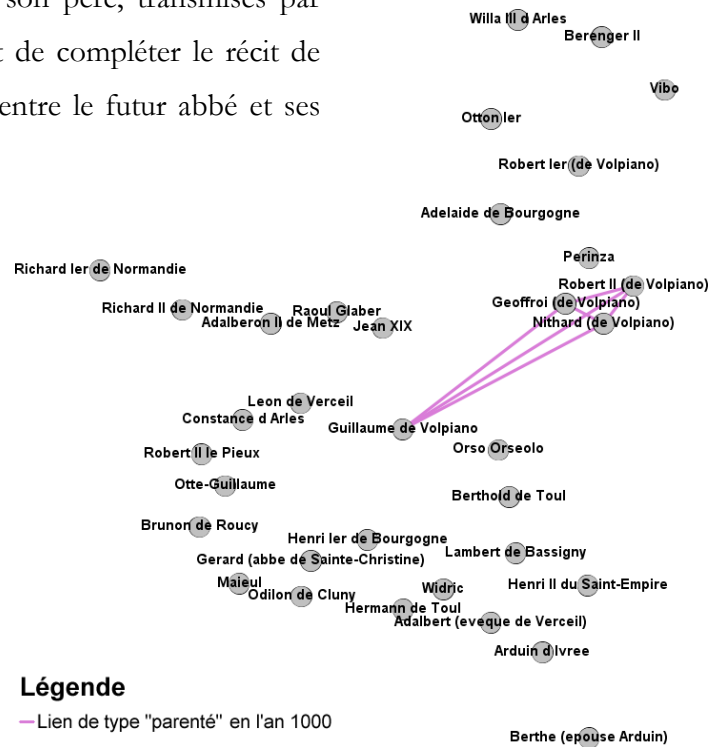 son père, transmises par
t de compléter le récit de
entre le futur abbé et ses
Willa III d Arles
Berenger II
Vibo
Otton Ier
Robert Ier (de Volpiano)
Adelaide de Bourgogne
Perinza
Richard Ier de Normandie
Robert II (de Volpiano)
Geoffroi (de Volpiano)
Richard II de Normandie
Raoul Glaber
Adalberon II de Metz
Jean XIX
Nithard (de Volpiano)
Leon de Verceil
Constance d Arles
Guillaume de Volpiano
Orso Orseolo
Robert II le Pieux
Otte-Guillaume
Berthold de Toul
Brunon de Roucy
Henri Ier de Bourgogne
Lambert de Bassigny
Gerard (abbe de Sainte-Christine)
Maieul
Odilon de Cluny
Widric
Henri II du Saint-Empire
Hermann de Toul
Adalbert (eveque de Verceil)
Arduin d Ivree
Légende
Lien de type "parenté" en l'an 1000
Berthe (epouse Arduin)